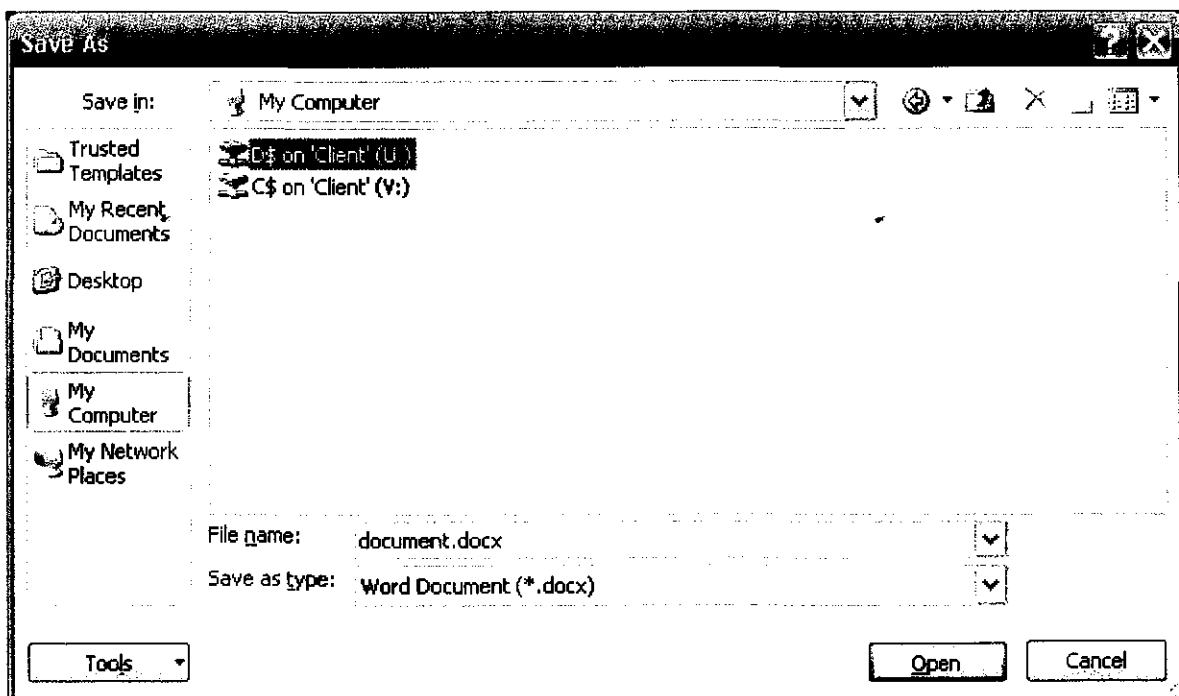 Save As
Save in:
My Computer
Trusted
Templates
My Recent
Documents
Desktop
My
Documents
My
Computer
My Network
Places
D$ on 'Client' (U:)
C$ on 'Client' (V:)
File name:
document.docx
Save as type:
Word Document (*.docx)
Tools
Open
Cancel